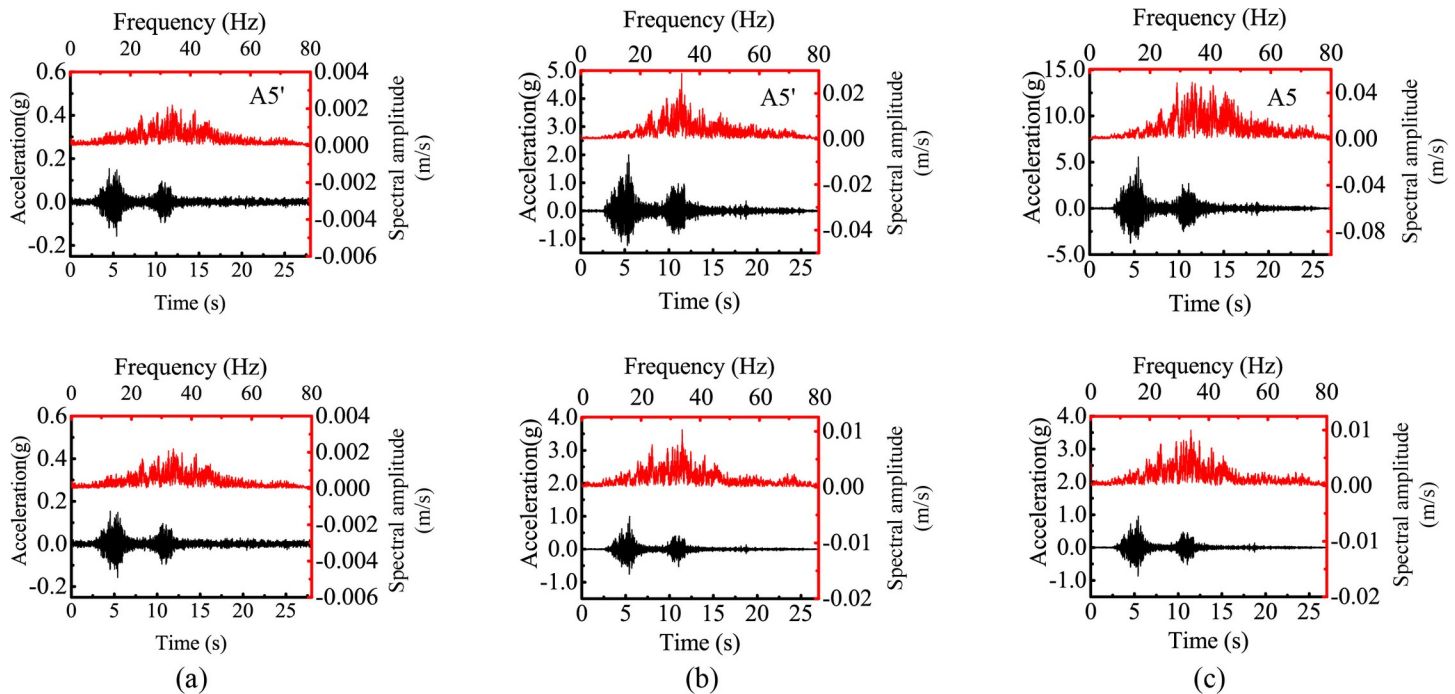 Frequency (Hz)
0 20 40 60 80
0.6
0.4
0.2
0.0
-0.2
Acceleration(g)
A5'
0.004
0.002
0.000
-0.002
-0.004
-0.006
Spectral amplitude
(m/s)
0 5 10 15 20 25
Time (s)
Frequency (Hz)
0 20 40 60 80
5.0
4.0
3.0
2.0
1.0
0.0
-1.0
Acceleration(g)
A5'
0.02
0.00
-0.02
-0.04
Spectral amplitude
(m/s)
0 5 10 15 20 25
Time (s)
Frequency (Hz)
0 20 40 60 80
15.0
10.0
5.0
0.0
-5.0
Acceleration(g)
A5
0.04
0.00
-0.04
-0.08
Spectral amplitude
(m/s)
0 5 10 15 20 25
Time (s)
Frequency (Hz)
0 20 40 60 80
0.6
0.4
0.2
0.0
-0.2
Acceleration(g)
0.004
0.002
0.000
-0.002
-0.004
-0.006
Spectral amplitude
(m/s)
0 5 10 15 20 25
Time (s)
(a)
Frequency (Hz)
0 20 40 60 80
4.0
3.0
2.0
1.0
0.0
-1.0
Acceleration(g)
0.01
0.00
-0.01
-0.02
Spectral amplitude
(m/s)
0 5 10 15 20 25
Time (s)
(b)
Frequency (Hz)
0 20 40 60 80
4.0
3.0
2.0
1.0
0.0
-1.0
Acceleration(g)
0.01
0.00
-0.01
-0.02
Spectral amplitude
(m/s)
0 5 10 15 20 25
Time (s)
(c)